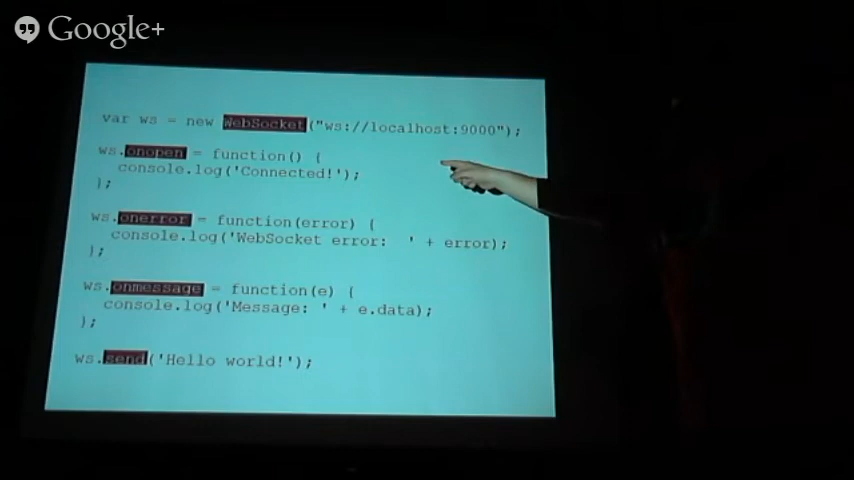 Google+
var ws = new WebSocket("ws://localhost:9000");
ws.onopen = function() {
console.log('Connected!');
};
ws.onerror = function(error) {
console.log('WebSocket error:  ' + error);
};
ws.onmessage = function(e) {
console.log('Message: ' + e.data);
};
ws.send('Hello world!');